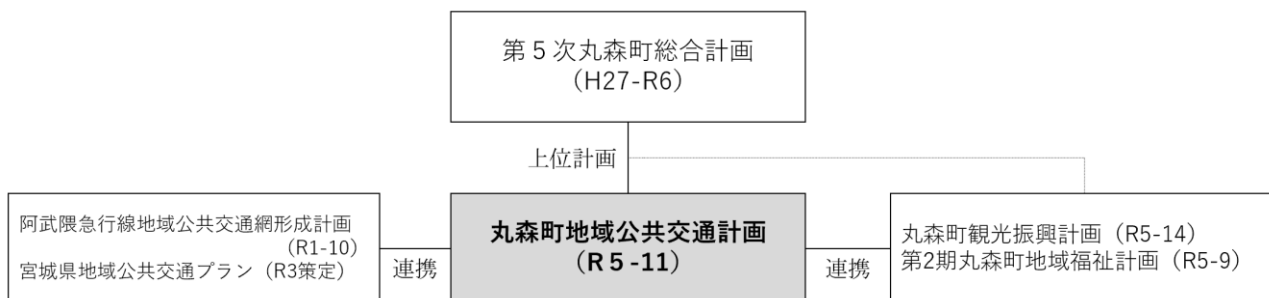 第5次丸森町総合計画
（H27-R6）
上位計画
阿武隈急行線地域公共交通網形成計画
(R1-10)
宮城県地域公共交通プラン（R3策定）
連携
丸森町地域公共交通計画
（R５-11）
連携
丸森町観光振興計画（R5-14）
第2期丸森町地域福祉計画（R5-9）